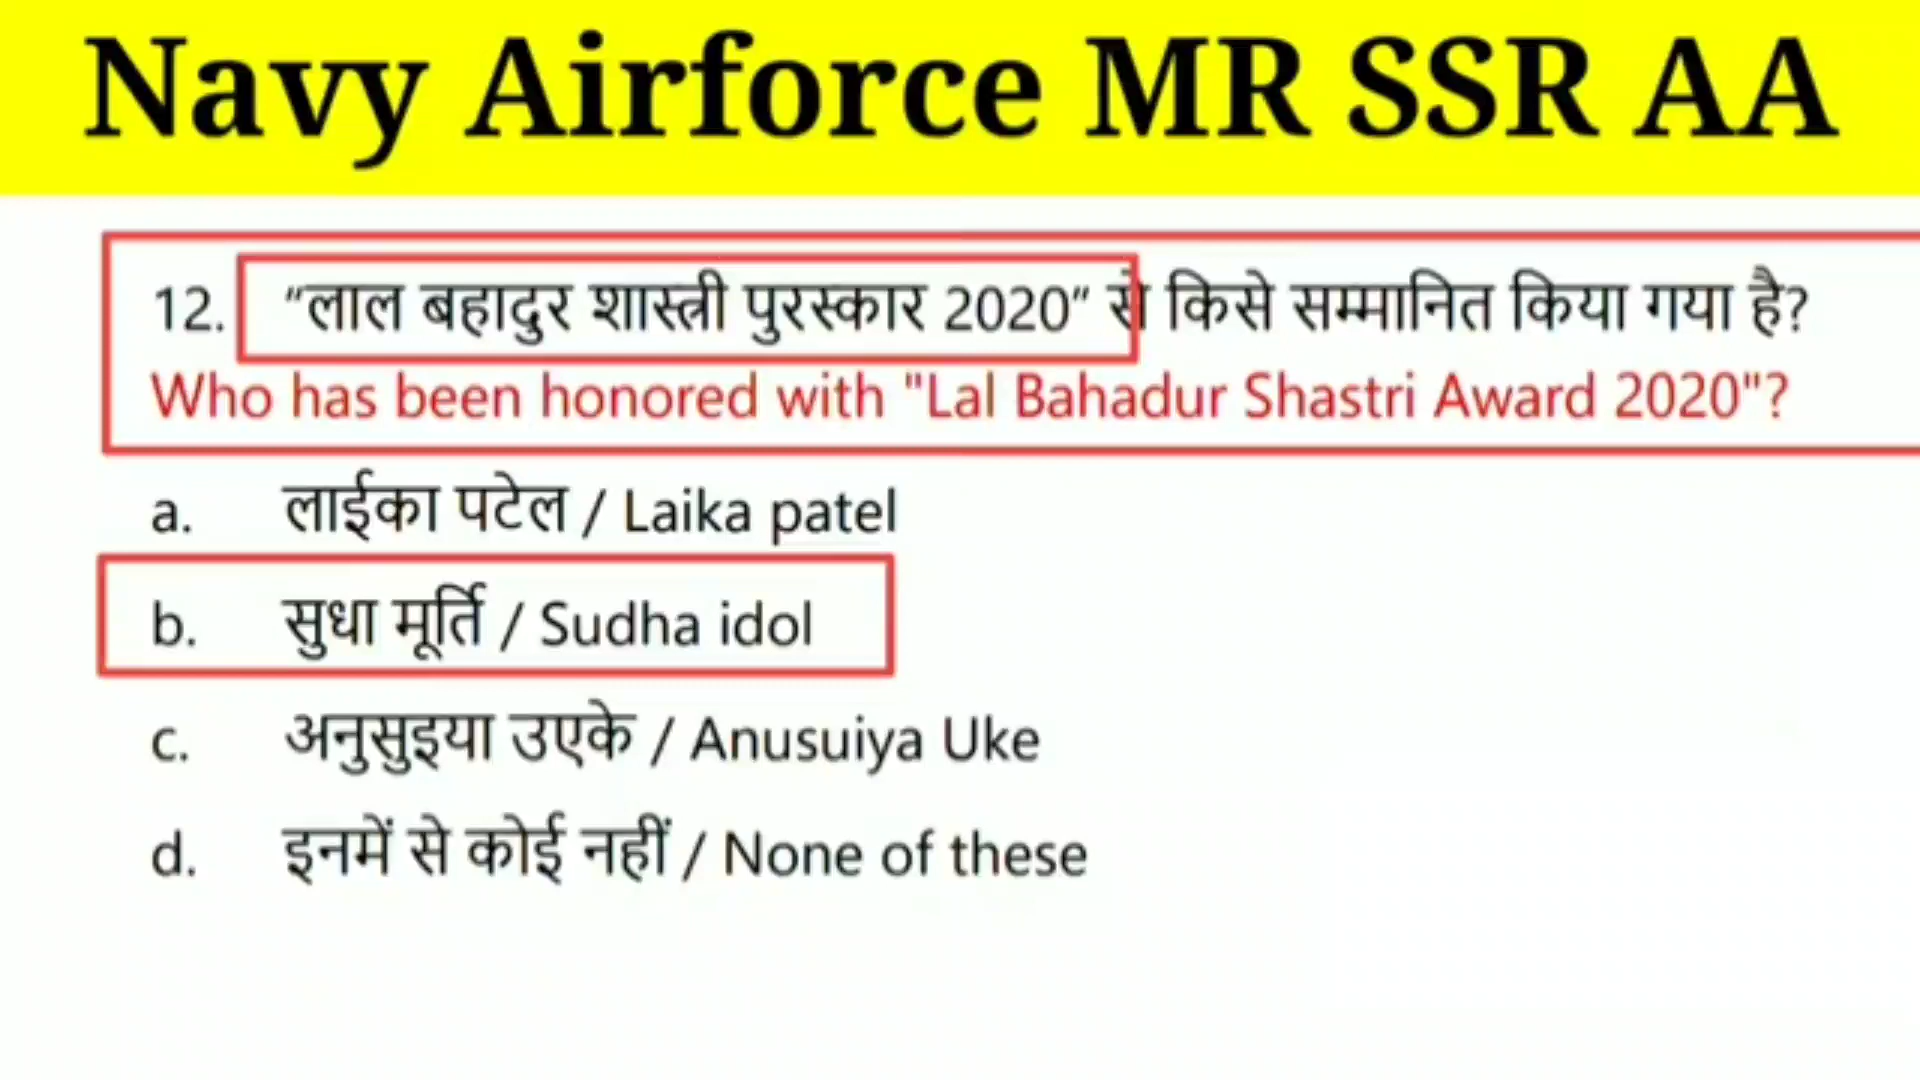 Navy Airforce MR SSR AA
12. “लाल बहादुर शास्त्री पुरस्कार 2020” से किसे सम्मानित किया गया है?
Who has been honored with "Lal Bahadur Shastri Award 2020"?
a. लाईका पटेल / Laika patel
b. सुधा मूर्ति / Sudha idol
c. अनुसुइया उएके / Anusuiya Uke
d. इनमें से कोई नहीं / None of these